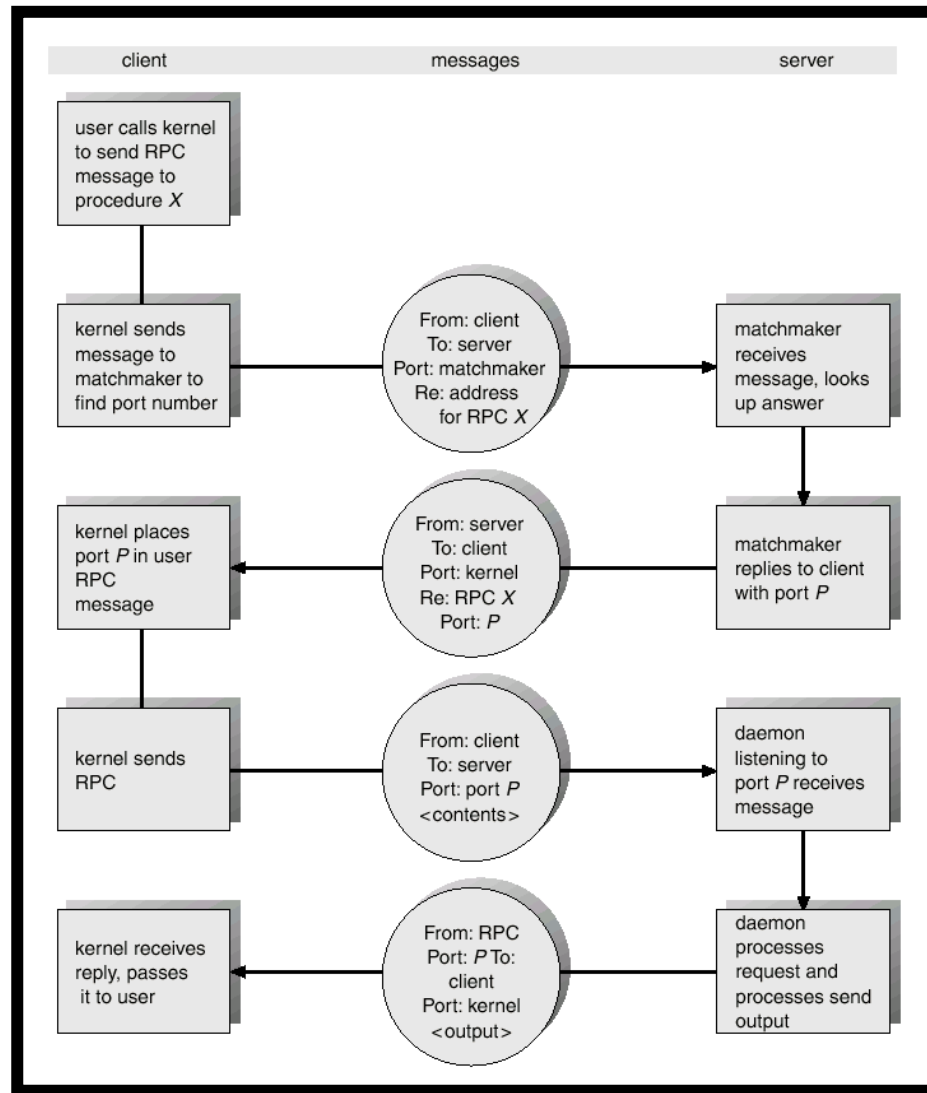 client messages server
user calls kernel
to send RPC
message to
procedure X
kernel sends
message to
matchmaker to
find port number
From: client
To: server
Port: matchmaker
Re: address
for RPC X
matchmaker
receives
message, looks
up answer
kernel places
port P in user
RPC
message
From: server
To: client
Port: kernel
Re: RPC X
Port: P
matchmaker
replies to client
with port P
kernel sends
RPC
From: client
To: server
Port: port P
<contents>
daemon
listening to
port P receives
message
kernel receives
reply, passes
it to user
From: RPC
Port: P To:
client
Port: kernel
<output>
daemon
processes
request and
processes send
output